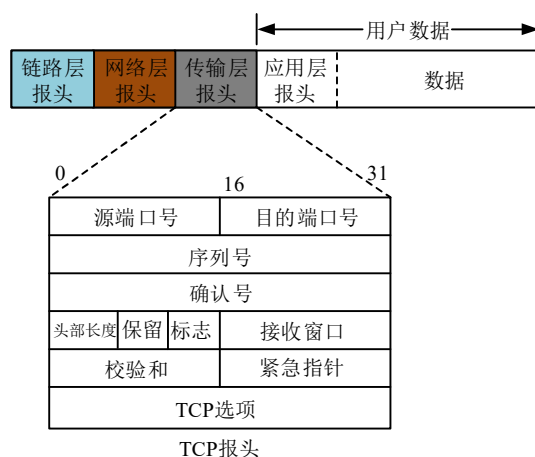 用户数据
链路层
报头
网络层
报头
传输层
报头
应用层
报头
数据
0
16
31
源端口号
目的端口号
序列号
确认号
头部长度
保留
标志
接收窗口
校验和
紧急指针
TCP选项
TCP报头